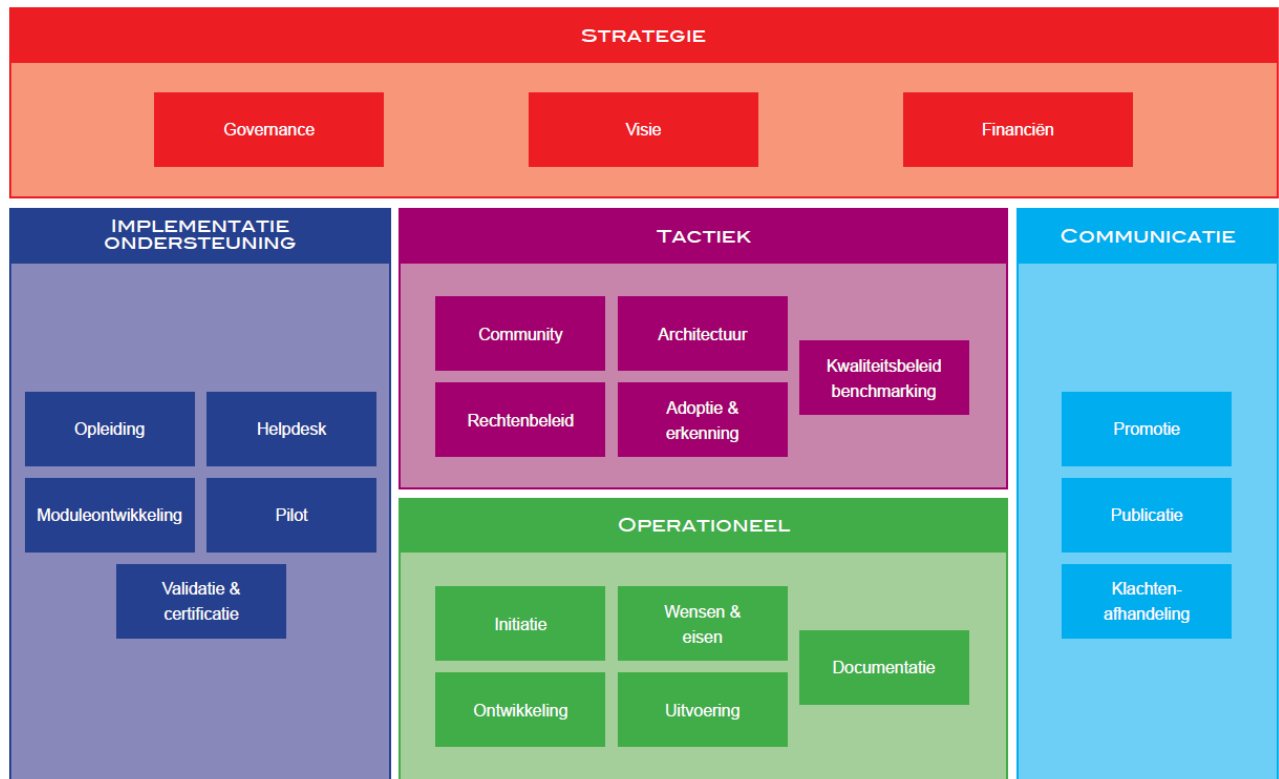 STRATEGIE
Governance
Visie
Financiën
IMPLEMENTATIE
ONDERSTEUNING
Opleiding
Helpdesk
Moduleontwikkeling
Pilot
Validatie &
certificatie
TACTIEK
Community
Architectuur
Kwaliteitsbeleid
benchmarking
Rechtenbeleid
Adoptie &
erkenning
OPERATIONEEL
Initiatie
Wensen &
eisen
Documentatie
Ontwikkeling
Uitvoering
COMMUNICATIE
Promotie
Publicatie
Klachten-
afhandeling